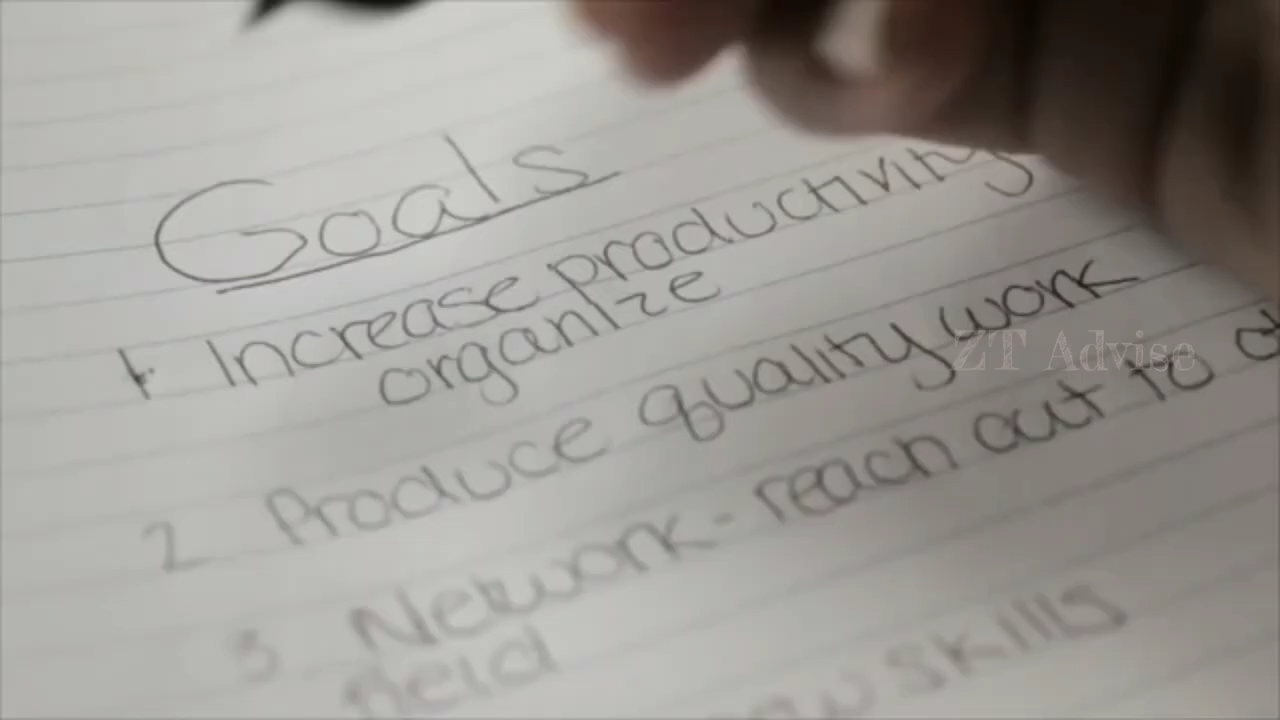 Goals
1. Increase productivity
organize
2 Produce quality work
3 Network - reach out to
field
skills
ZT Advise